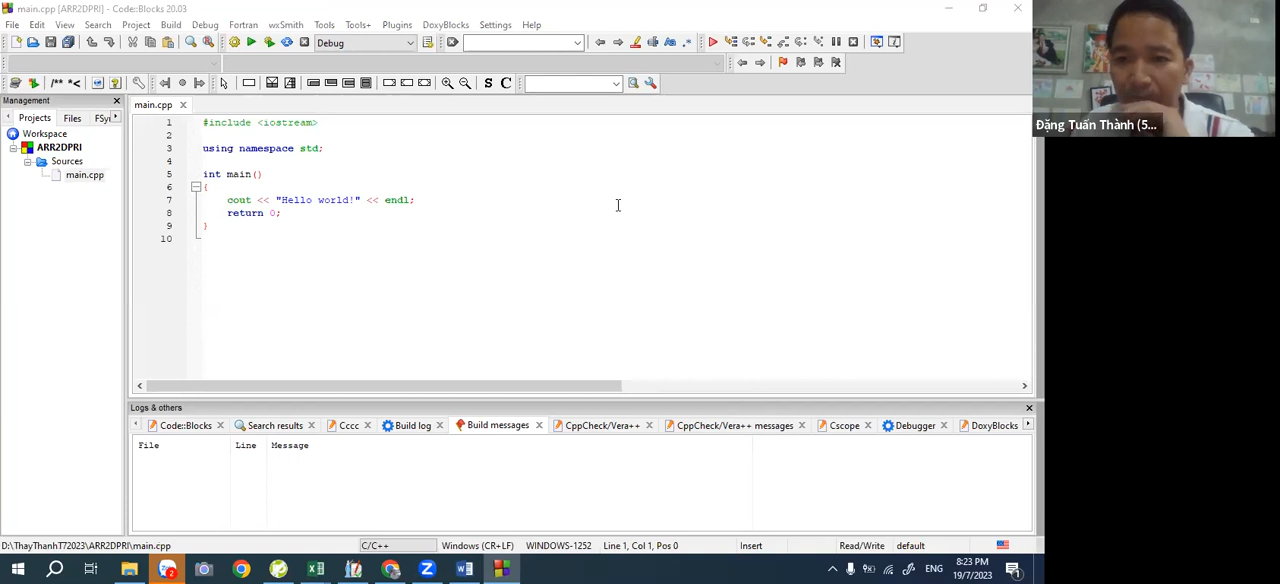 main.cpp [ARR2DPRI] - Code::Blocks 20.03
File Edit View Search Project Build Debug Fortran wxSmith Tools Tools+ Plugins DoxyBlocks Settings Help
Debug
/** *< S C
Management
Projects Files FSy
Workspace
ARR2DPRI
Sources
main.cpp
main.cpp
1 #include <iostream>
2
3 using namespace std;
4
5 int main()
6 {
7 cout << "Hello world!" << endl;
8 return 0;
9 }
10
Đặng Tuấn Thành (5...
Logs & others
Code::Blocks Search results Cccc Build log Build messages CppCheck/Vera++ CppCheck/Vera++ messages Cscope Debugger DoxyBlocks
File Line Message
D:\ThayThanhT72023\ARR2DPRI\main.cpp C/C++ Windows (CR+LF) WINDOWS-1252 Line 1, Col 1, Pos 0 Insert Read/Write default
ENG 8:23 PM
19/7/2023